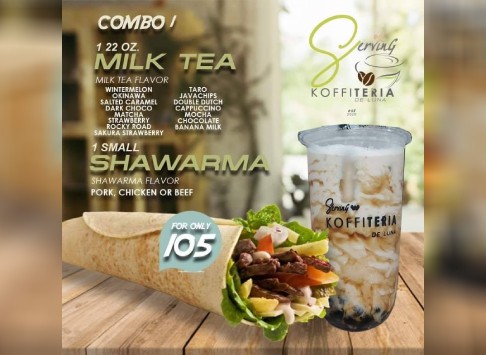 COMBO 1
1 22 OZ.
MILK TEA
MILK TEA FLAVOR
WINTERMELON
OKINAWA
SALTED CARAMEL
DARK CHOCO
MATCHA
STRAWBERRY
ROCKY ROAD
SAKURA STRAWBERRY
TARO
JAVACHIPS
DOUBLE DUTCH
CAPPUCCINO
MOCHA
CHOCOLATE
BANANA MILK
1 SMALL
SHAWARMA
SHAWARMA FLAVOR
PORK, CHICKEN OR BEEF
FOR ONLY
105
Serving
KOFFITERIA
DE-LUNA
Serving
KOFFITERIA
DE LUNA